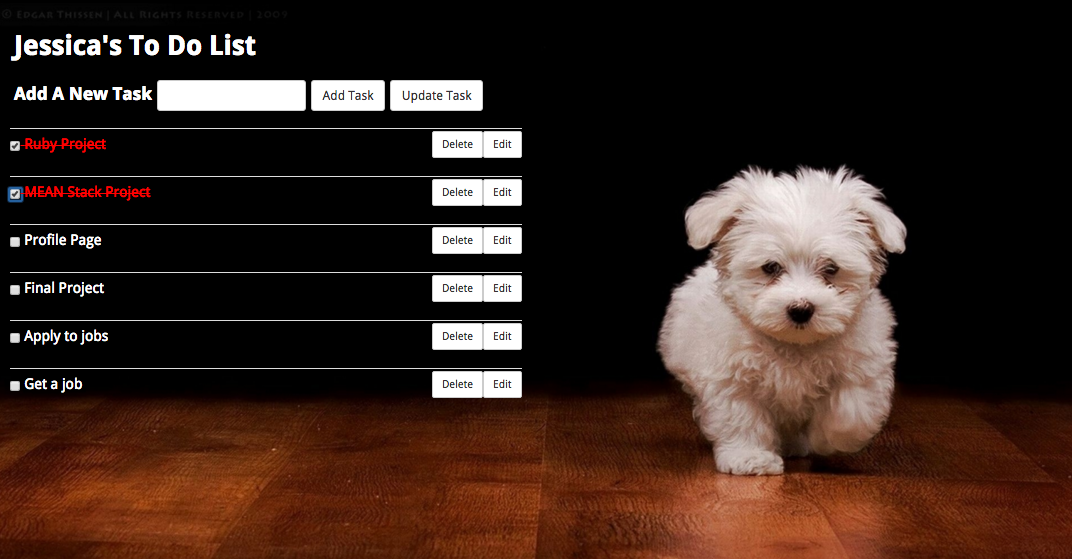 © Edgar Thissen | All Rights Reserved | 2009
Jessica's To Do List
Add A New Task Add Task Update Task
Ruby Project Delete Edit
MEAN Stack Project Delete Edit
Profile Page Delete Edit
Final Project Delete Edit
Apply to jobs Delete Edit
Get a job Delete Edit